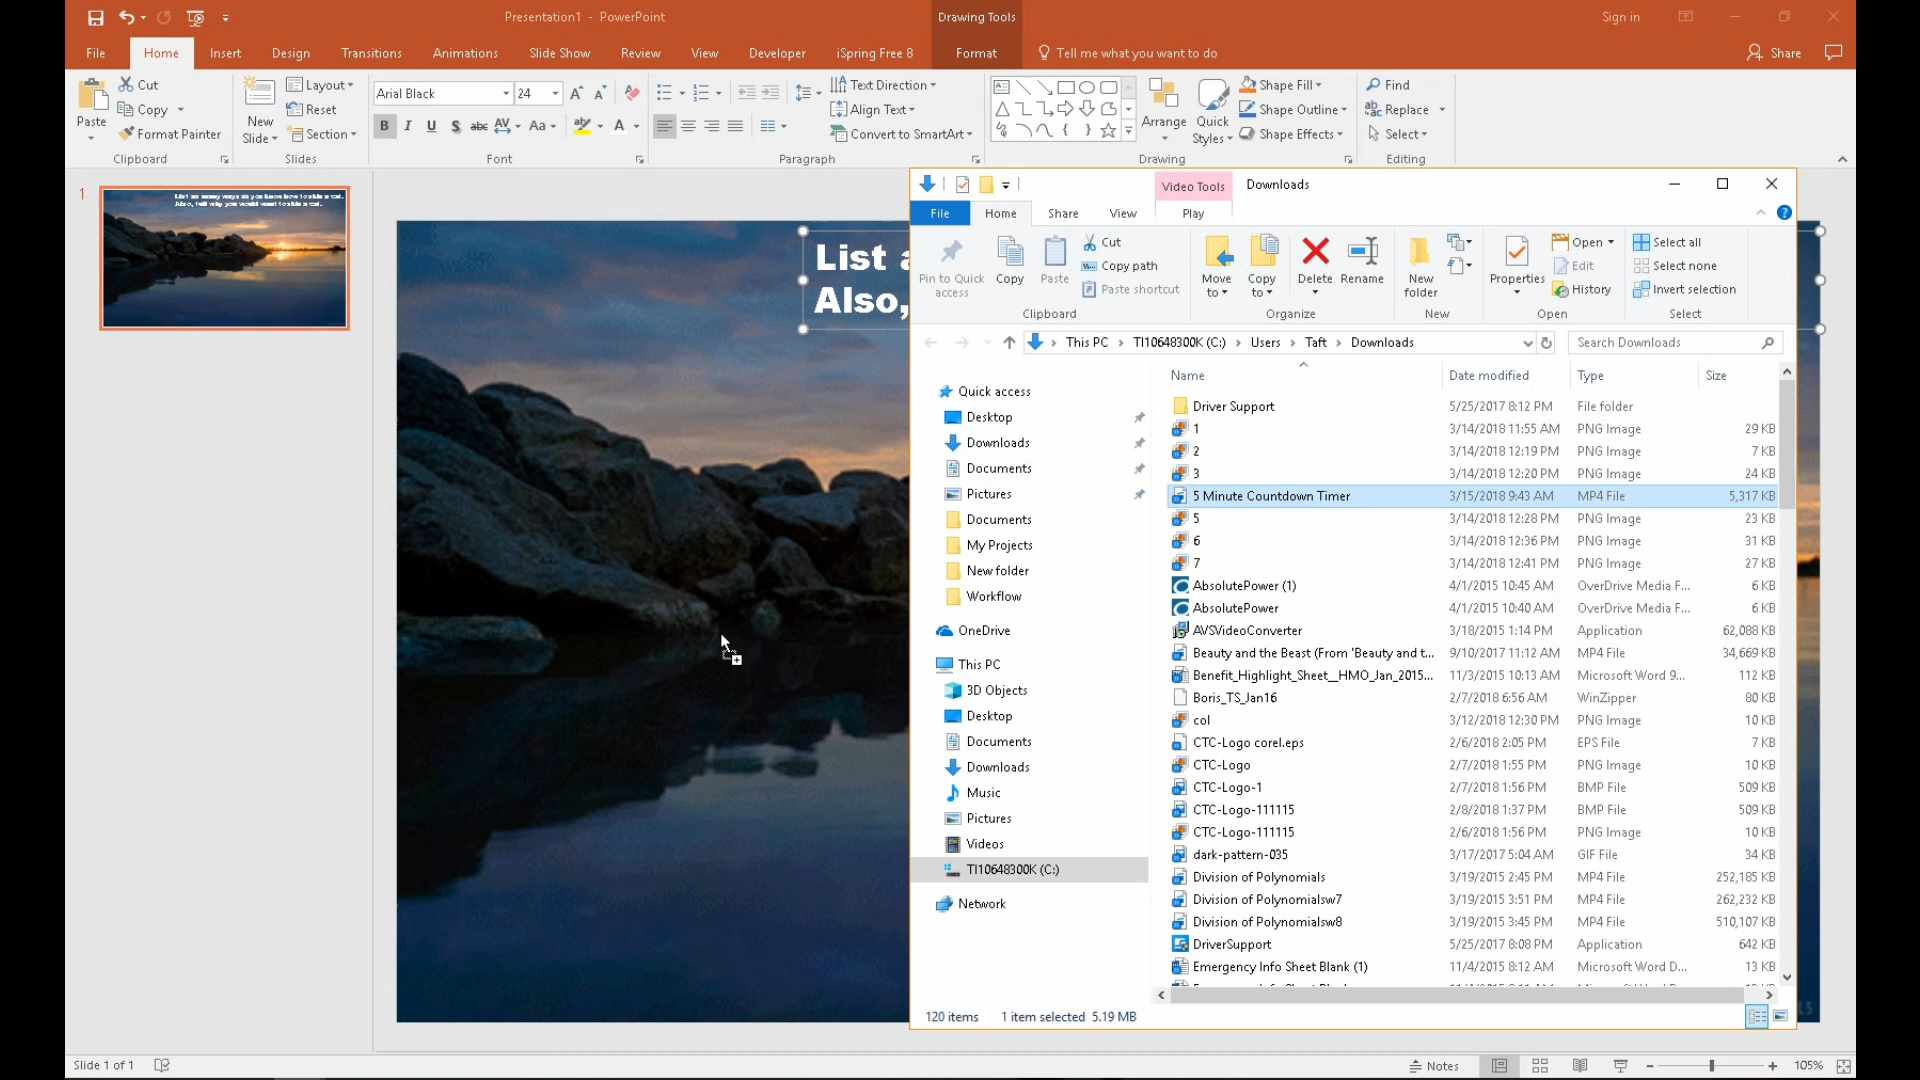 Presentation1 - PowerPoint
Drawing Tools
Sign in
File Home Insert Design Transitions Animations Slide Show Review View Developer iSpring Free 8 Format Tell me what you want to do Share
Paste
Cut
Copy
Format Painter
Clipboard
New Slide
Layout
Reset
Section
Slides
Arial Black 24
B I U S abc AV Aa A
Font
Text Direction
Align Text
Convert to SmartArt
Paragraph
Arrange
Quick Styles
Shape Fill
Shape Outline
Shape Effects
Drawing
Find
Replace
Select
Editing
1
List
Also,
Video Tools
Downloads
File Home Share View Play
Pin to Quick access
Copy
Paste
Cut
Copy path
Paste shortcut
Clipboard
Move to
Copy to
Delete
Rename
Organize
New folder
New
Properties
Open
Edit
History
Open
Select all
Select none
Invert selection
Select
This PC > TI10648300K (C:) > Users > Taft > Downloads
Search Downloads
Quick access
Desktop
Downloads
Documents
Pictures
Documents
My Projects
New folder
Workflow
OneDrive
This PC
3D Objects
Desktop
Documents
Downloads
Music
Pictures
Videos
TI10648300K (C:)
Network
Name Date modified Type Size
Driver Support 5/25/2017 8:12 PM File folder
1 3/14/2018 11:55 AM PNG Image 29 KB
2 3/14/2018 12:19 PM PNG Image 7 KB
3 3/14/2018 12:20 PM PNG Image 24 KB
5 Minute Countdown Timer 3/15/2018 9:43 AM MP4 File 5,317 KB
5 3/14/2018 12:28 PM PNG Image 23 KB
6 3/14/2018 12:36 PM PNG Image 31 KB
7 3/14/2018 12:41 PM PNG Image 27 KB
AbsolutePower (1) 4/1/2015 10:45 AM OverDrive Media F... 6 KB
AbsolutePower 4/1/2015 10:40 AM OverDrive Media F... 6 KB
AVSVideoConverter 3/18/2015 1:14 PM Application 62,088 KB
Beauty and the Beast (From 'Beauty and t... 9/10/2017 11:12 AM MP4 File 34,669 KB
Benefit_Highlight_Sheet__HMO_Jan_2015... 11/3/2015 10:13 AM Microsoft Word 9... 112 KB
Boris_TS_Jan16 2/7/2018 6:56 AM WinZipper 80 KB
col 3/12/2018 12:30 PM PNG Image 10 KB
CTC-Logo corel.eps 2/6/2018 2:05 PM EPS File 7 KB
CTC-Logo 2/7/2018 1:55 PM PNG Image 10 KB
CTC-Logo-1 2/7/2018 1:56 PM BMP File 509 KB
CTC-Logo-111115 2/8/2018 1:37 PM BMP File 509 KB
CTC-Logo-111115 2/6/2018 1:56 PM PNG Image 10 KB
dark-pattern-035 3/17/2017 5:04 AM GIF File 34 KB
Division of Polynomials 3/19/2015 2:45 PM MP4 File 252,185 KB
Division of Polynomialsw7 3/19/2015 3:51 PM MP4 File 262,232 KB
Division of Polynomialsw8 3/19/2015 3:45 PM MP4 File 510,107 KB
DriverSupport 5/25/2017 8:08 PM Application 642 KB
Emergency Info Sheet Blank (1) 11/4/2015 8:12 AM Microsoft Word D... 13 KB
120 items 1 item selected 5.19 MB
Slide 1 of 1
Notes
105%